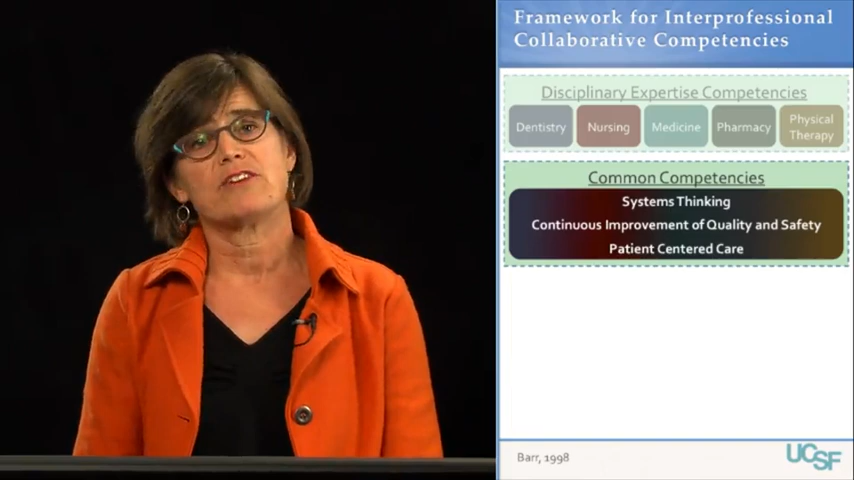 Framework for Interprofessional
Collaborative Competencies
Disciplinary Expertise Competencies
Dentistry
Nursing
Medicine
Pharmacy
Physical
Therapy
Common Competencies
Systems Thinking
Continuous Improvement of Quality and Safety
Patient Centered Care
Barr, 1998
UCSF